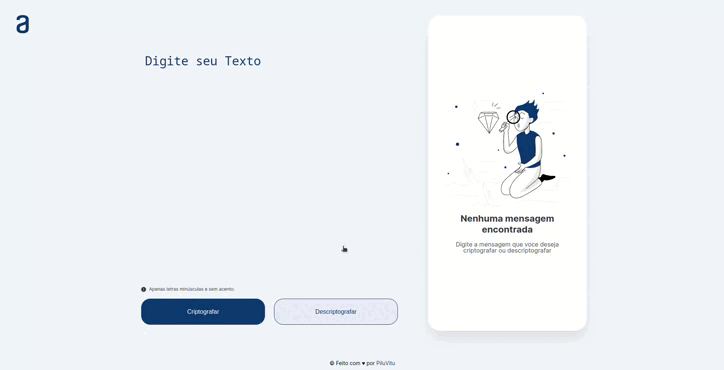 a
Digite seu Texto
Nenhuma mensagem
encontrada
Digite a mensagem que voce deseja
criptografar ou descriptografar
Apenas letras minúsculas e sem acento.
Criptografar
Descriptografar
© Feito com ♥ por PiluVitu